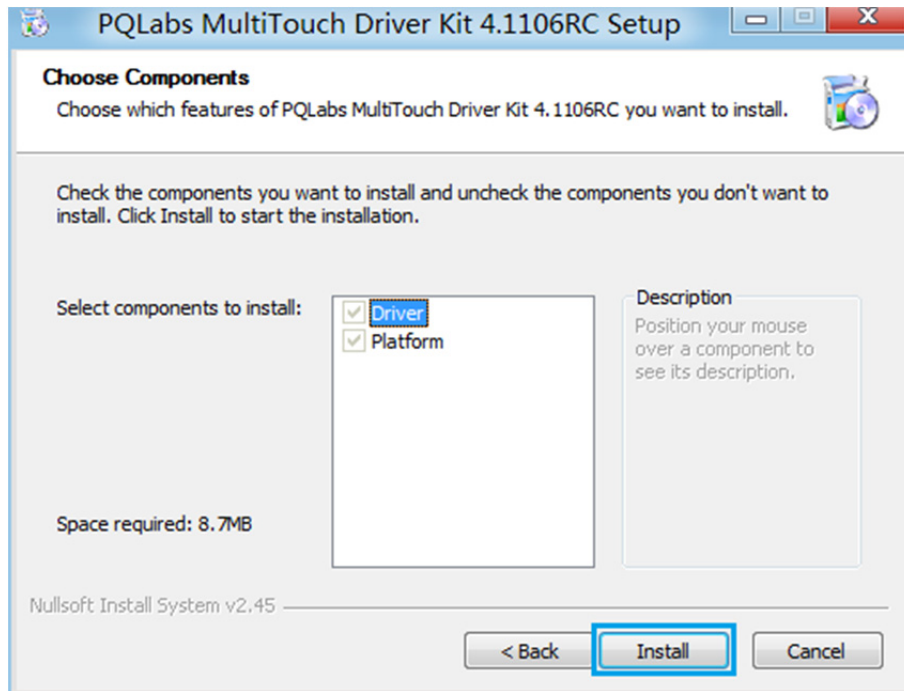 PQLabs MultiTouch Driver Kit 4.1106RC Setup
Choose Components
Choose which features of PQLabs MultiTouch Driver Kit 4.1106RC you want to install.
Check the components you want to install and uncheck the components you don't want to
install. Click Install to start the installation.
Select components to install:
Driver
Platform
Description
Position your mouse
over a component to
see its description.
Space required: 8.7MB
Nullsoft Install System v2.45
< Back
Install
Cancel